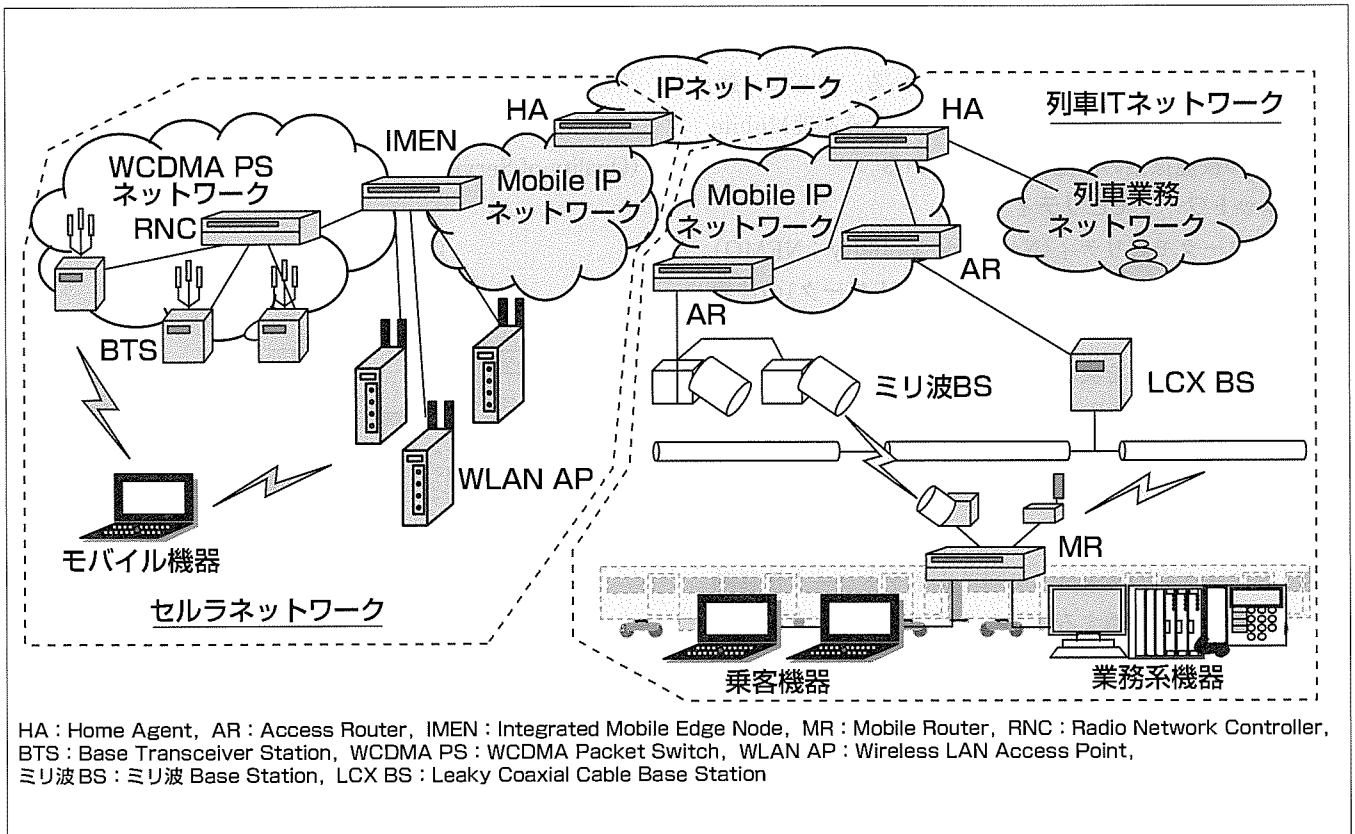 IPネットワーク
HA
HA
列車ITネットワーク
IMEN
WCDMA PS
ネットワーク
Mobile IP
ネットワーク
Mobile IP
ネットワーク
列車業務
ネットワーク
RNC
AR
AR
BTS
ミリ波BS
LCX BS
WLAN AP
MR
モバイル機器
セルラネットワーク
乗客機器
業務系機器
HA：Home Agent, AR：Access Router, IMEN：Integrated Mobile Edge Node, MR：Mobile Router, RNC：Radio Network Controller,
BTS：Base Transceiver Station, WCDMA PS：WCDMA Packet Switch, WLAN AP：Wireless LAN Access Point,
ミリ波BS：ミリ波 Base Station, LCX BS：Leaky Coaxial Cable Base Station